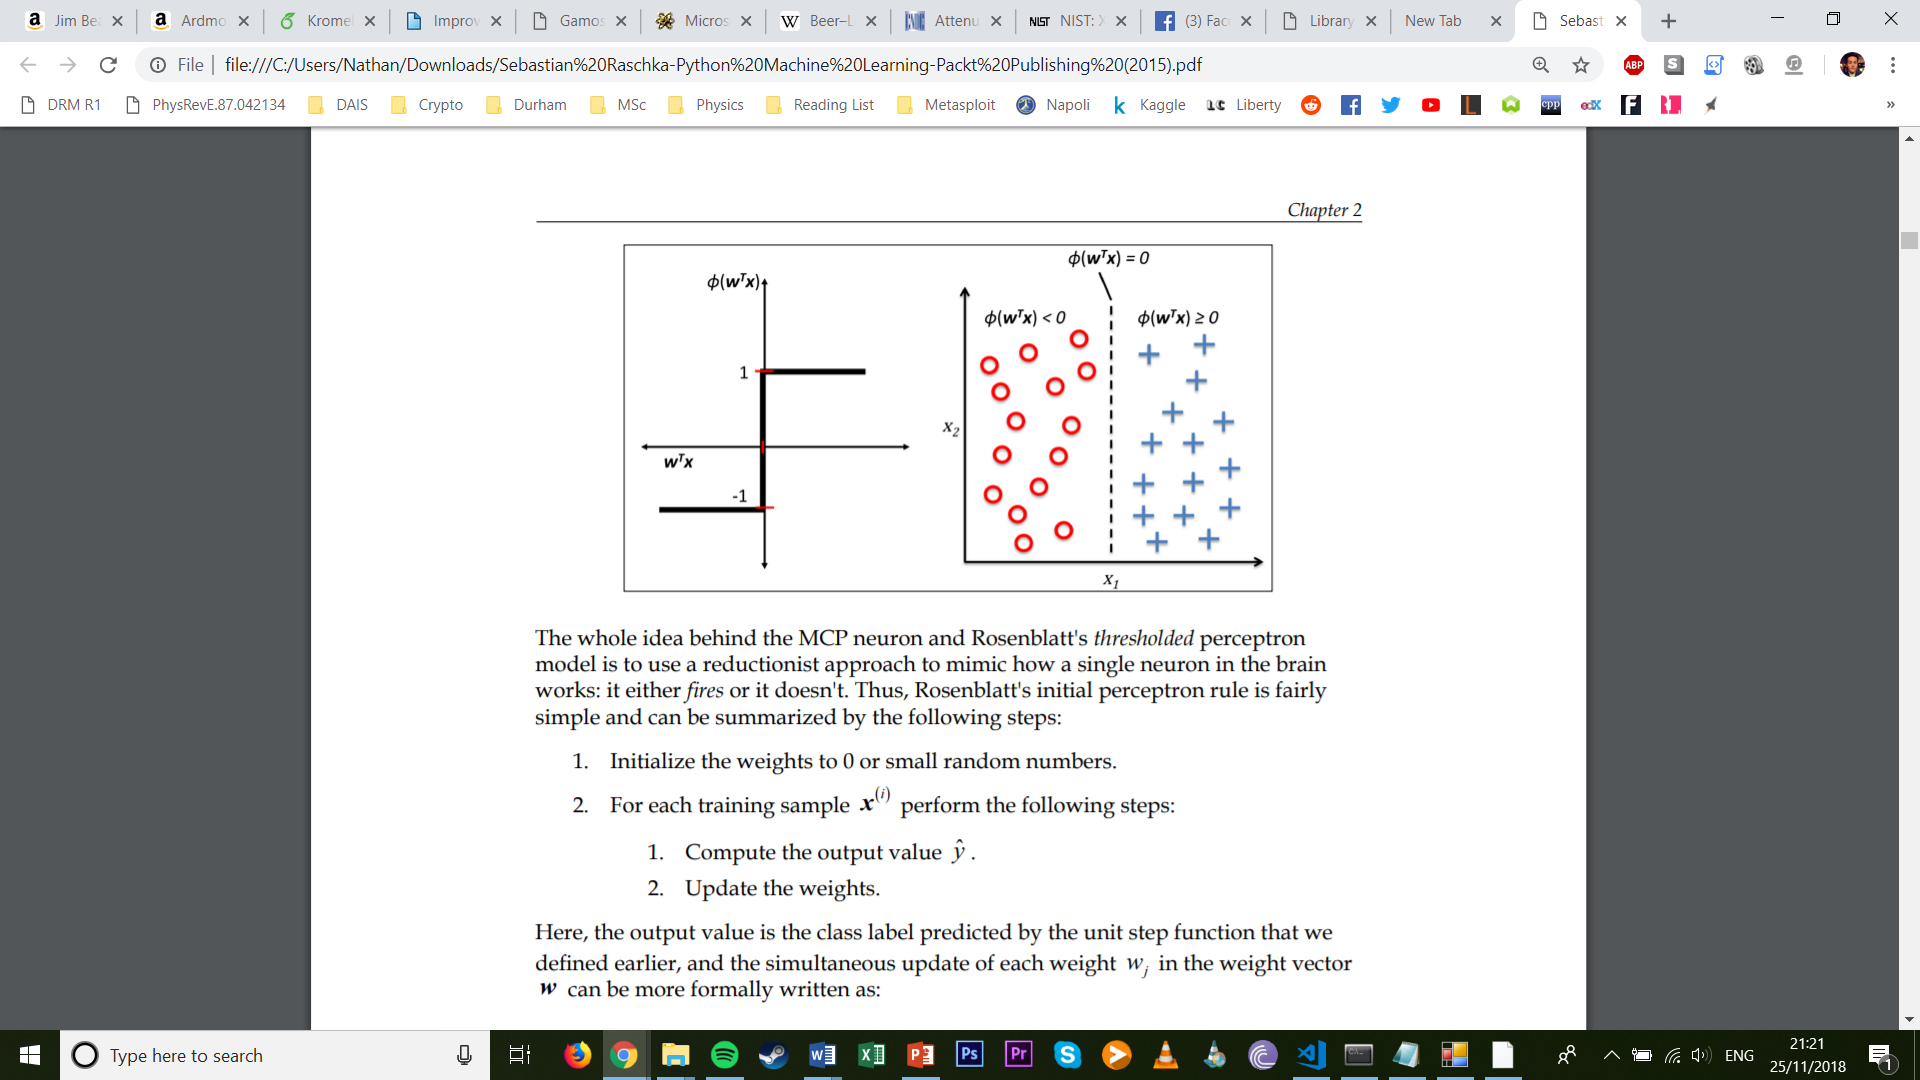 Jim Be
Ardmo
Krome
Improv
Gamos
Micros
Beer–L
Attenu
NIST NIST: X
(3) Fac
Library
New Tab
Sebast
File file:///C:/Users/Nathan/Downloads/Sebastian%20Raschka-Python%20Machine%20Learning-Packt%20Publishing%20(2015).pdf
ABP
DRM R1
PhysRevE.87.042134
DAIS
Crypto
Durham
MSc
Physics
Reading List
Metasploit
Napoli
Kaggle
Liberty
»
Chapter 2
ϕ(wᵀx)
1
wᵀx
-1
ϕ(wᵀx) = 0
ϕ(wᵀx) < 0
ϕ(wᵀx) ≥ 0
x₂
x₁
The whole idea behind the MCP neuron and Rosenblatt's thresholded perceptron
model is to use a reductionist approach to mimic how a single neuron in the brain
works: it either fires or it doesn't. Thus, Rosenblatt's initial perceptron rule is fairly
simple and can be summarized by the following steps:
1. Initialize the weights to 0 or small random numbers.
2. For each training sample x⁽ⁱ⁾ perform the following steps:
1. Compute the output value ŷ .
2. Update the weights.
Here, the output value is the class label predicted by the unit step function that we
defined earlier, and the simultaneous update of each weight wⱼ in the weight vector
w can be more formally written as:
Type here to search
Ps
Pr
ENG
21:21
25/11/2018
1